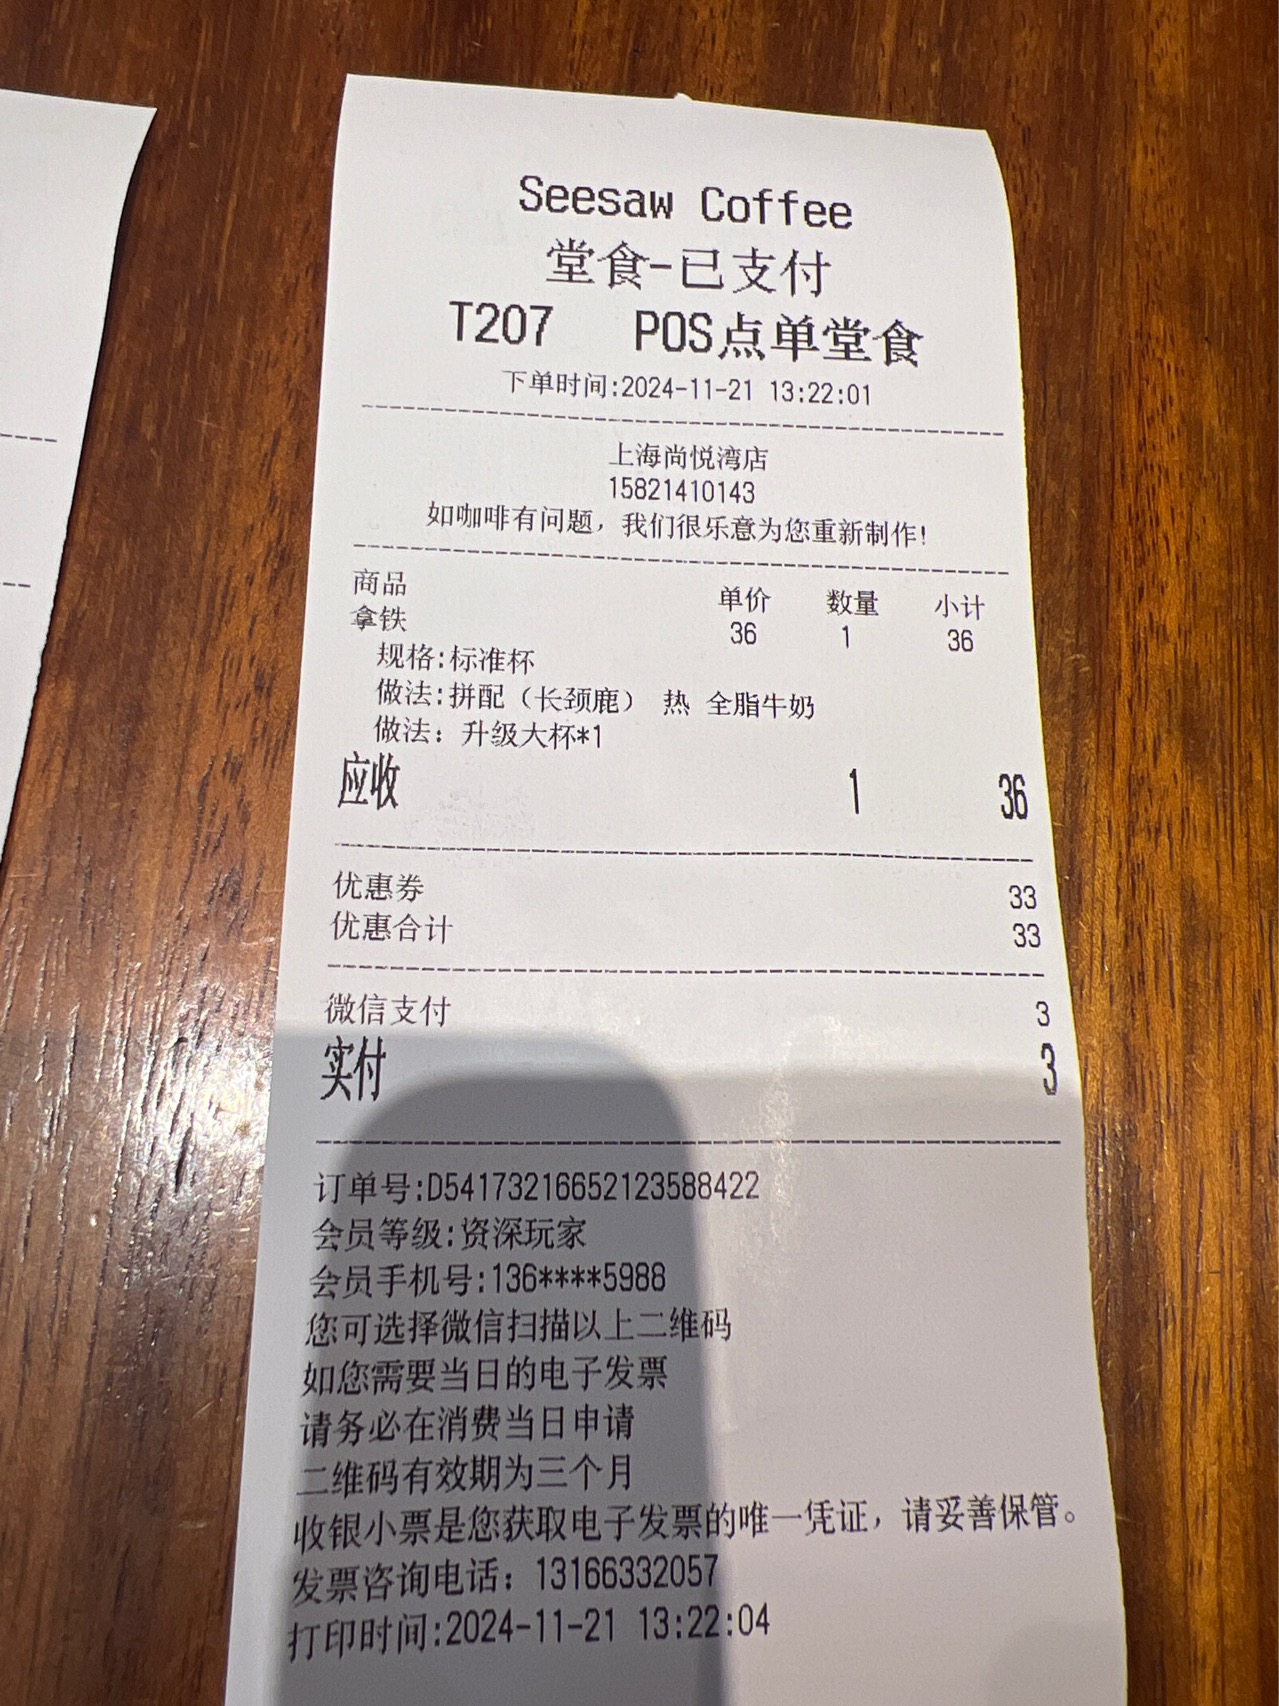 Seesaw Coffee
堂食-已支付
T207 POS点单堂食
下单时间:2024-11-21 13:22:01
上海尚悦湾店
15821410143
如咖啡有问题，我们很乐意为您重新制作!
商品 单价 数量 小计
拿铁 36 1 36
规格:标准杯
做法:拼配（长颈鹿） 热 全脂牛奶
做法：升级大杯*1
应收 1 36
优惠券 33
优惠合计 33
微信支付 3
实付 3
订单号:D541732166652123588422
会员等级:资深玩家
会员手机号:136****5988
您可选择微信扫描以上二维码
如您需要当日的电子发票
请务必在消费当日申请
二维码有效期为三个月
收银小票是您获取电子发票的唯一凭证，请妥善保管。
发票咨询电话：13166332057
打印时间:2024-11-21 13:22:04